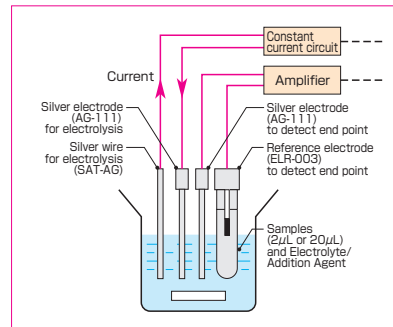 Constant
current circuit
Current
Amplifier
Silver electrode
(AG-111)
for electrolysis
Silver electrode
(AG-111)
to detect end point
Silver wire
for electrolysis
(SAT-AG)
Reference electrode
(ELR-003)
to detect end point
Samples
(2μL or 20μL)
and Electrolyte/
Addition Agent